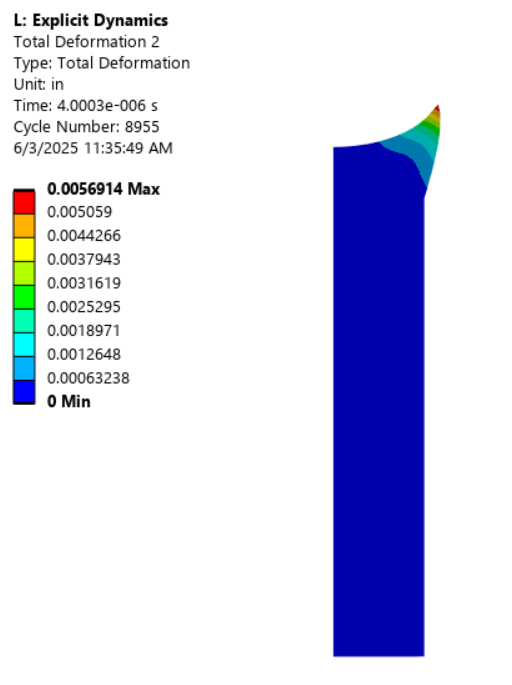 L: Explicit Dynamics
Total Deformation 2
Type: Total Deformation
Unit: in
Time: 4.0003e-006 s
Cycle Number: 8955
6/3/2025 11:35:49 AM
0.0056914 Max
0.005059
0.0044266
0.0037943
0.0031619
0.0025295
0.0018971
0.0012648
0.00063238
0 Min